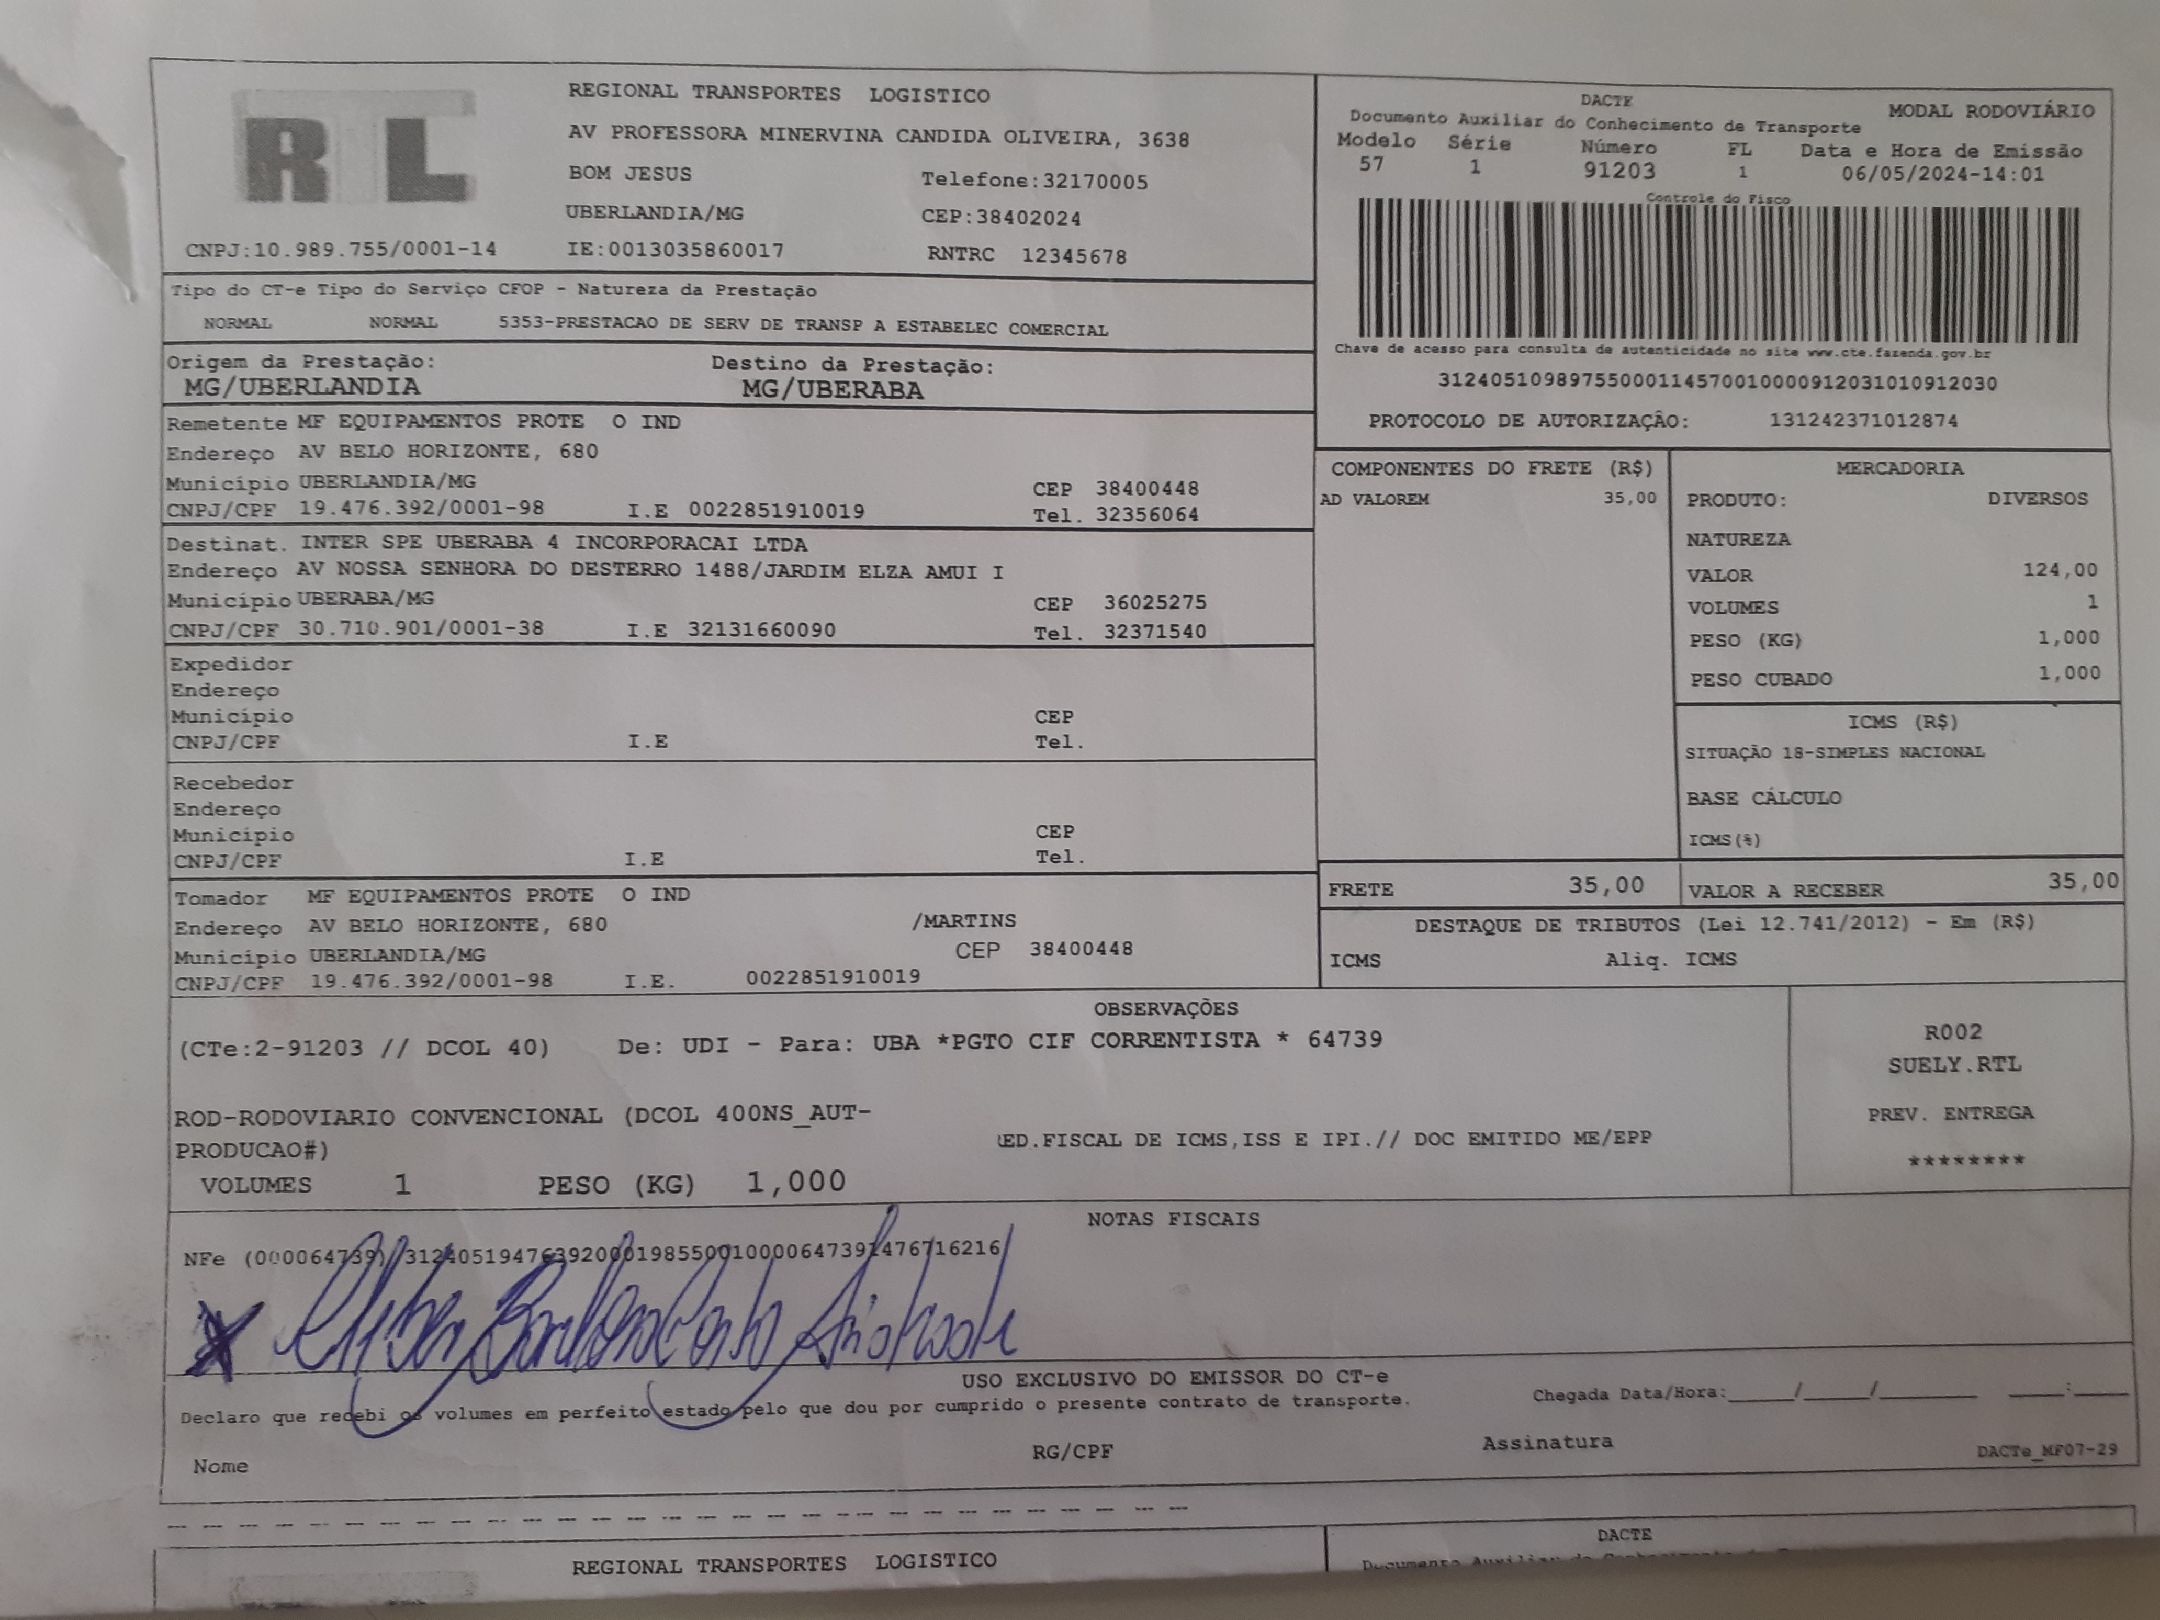 RTL
REGIONAL TRANSPORTES LOGISTICO
AV PROFESSORA MINERVINA CANDIDA OLIVEIRA, 3638
BOM JESUS Telefone:32170005
UBERLANDIA/MG CEP:38402024
CNPJ:10.989.755/0001-14 IE:0013035860017 RNTRC 12345678
DACTE MODAL RODOVIÁRIO
Documento Auxiliar do Conhecimento de Transporte
Modelo Série Número FL Data e Hora de Emissão
57 1 91203 1 06/05/2024-14:01
Controle do Fisco
Chave de acesso para consulta de autenticidade no site www.cte.fazenda.gov.br
31240510989755000114570010000912031010912030
PROTOCOLO DE AUTORIZAÇÃO: 131242371012874
Tipo do CT-e Tipo do Serviço CFOP - Natureza da Prestação
NORMAL NORMAL 5353-PRESTACAO DE SERV DE TRANSP A ESTABELEC COMERCIAL
Origem da Prestação: Destino da Prestação:
MG/UBERLANDIA MG/UBERABA
Remetente MF EQUIPAMENTOS PROTE O IND
Endereço AV BELO HORIZONTE, 680
Município UBERLANDIA/MG CEP 38400448
CNPJ/CPF 19.476.392/0001-98 I.E 0022851910019 Tel. 32356064
Destinat. INTER SPE UBERABA 4 INCORPORACAI LTDA
Endereço AV NOSSA SENHORA DO DESTERRO 1488/JARDIM ELZA AMUI I
Município UBERABA/MG CEP 36025275
CNPJ/CPF 30.710.901/0001-38 I.E 32131660090 Tel. 32371540
Expedidor
Endereço
Município CEP
CNPJ/CPF I.E Tel.
Recebedor
Endereço
Município CEP
CNPJ/CPF I.E Tel.
Tomador MF EQUIPAMENTOS PROTE O IND
Endereço AV BELO HORIZONTE, 680 /MARTINS
Município UBERLANDIA/MG CEP 38400448
CNPJ/CPF 19.476.392/0001-98 I.E. 0022851910019
COMPONENTES DO FRETE (R$)
AD VALOREM 35,00
MERCADORIA
PRODUTO: DIVERSOS
NATUREZA
VALOR 124,00
VOLUMES 1
PESO (KG) 1,000
PESO CUBADO 1,000
ICMS (R$)
SITUAÇÃO 18-SIMPLES NACIONAL
BASE CÁLCULO
ICMS(%)
FRETE 35,00 VALOR A RECEBER 35,00
DESTAQUE DE TRIBUTOS (Lei 12.741/2012) - Em (R$)
ICMS Aliq. ICMS
OBSERVAÇÕES
(CTe:2-91203 // DCOL 40) De: UDI - Para: UBA *PGTO CIF CORRENTISTA * 64739
ROD-RODOVIARIO CONVENCIONAL (DCOL 400NS_AUT-
PRODUCAO#) ED.FISCAL DE ICMS,ISS E IPI.// DOC EMITIDO ME/EPP
VOLUMES 1 PESO (KG) 1,000
R002
SUELY.RTL
PREV. ENTREGA
********
NOTAS FISCAIS
NFe (000064739) 31240519476392000198550010000647391476716216
X
USO EXCLUSIVO DO EMISSOR DO CT-e
Declaro que recebi os volumes em perfeito estado pelo que dou por cumprido o presente contrato de transporte.
Chegada Data/Hora:_____/_____/_______ ____:____
Nome RG/CPF Assinatura DACTe_MF07-29
REGIONAL TRANSPORTES LOGISTICO
DACTE